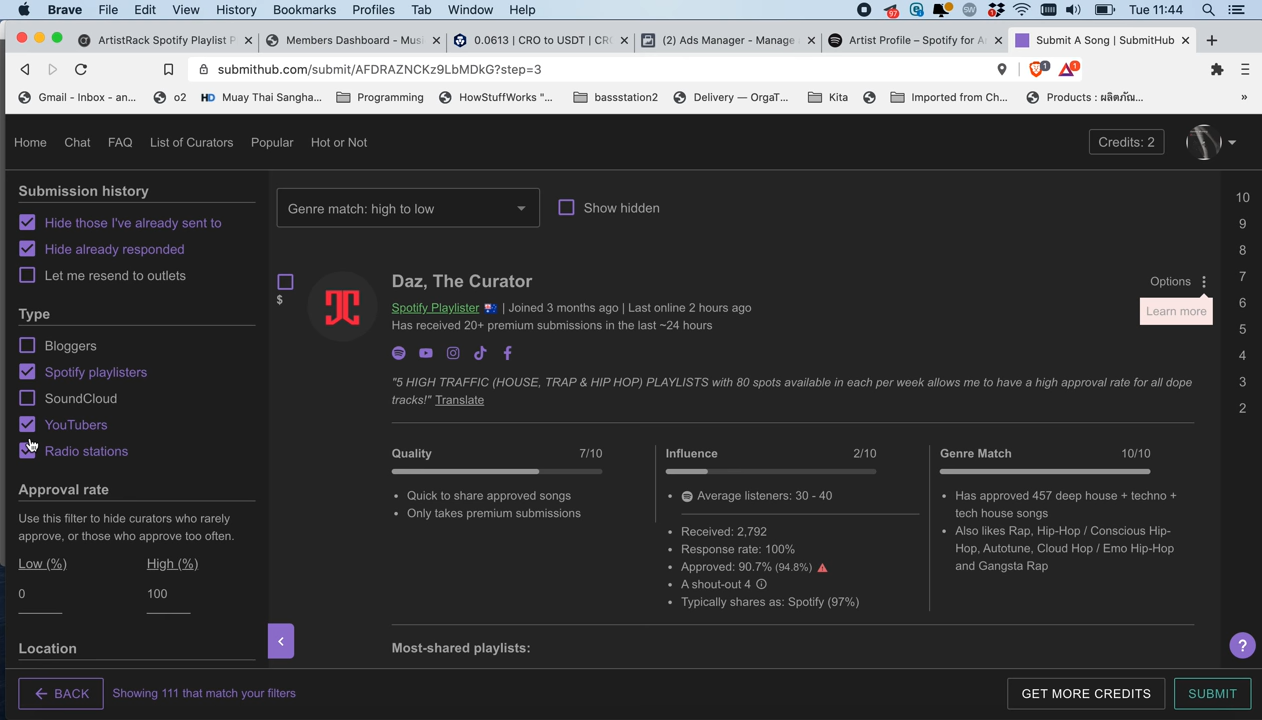 Brave File Edit View History Bookmarks Profiles Tab Window Help 97 1 Tue 11:44
ArtistRack Spotify Playlist P Members Dashboard - Musi 0.0613 | CRO to USDT | CR (2) Ads Manager - Manage Artist Profile – Spotify for A Submit A Song | SubmitHub
submithub.com/submit/AFDRAZNCKz9LbMDkG?step=3 1 1
Gmail - Inbox - an... o2 HD Muay Thai Sangha... Programming HowStuffWorks "... bassstation2 Delivery — OrgaT... Kita Imported from Ch... Products : ผลิตภัณ... »
Home Chat FAQ List of Curators Popular Hot or Not Credits: 2
Submission history
Hide those I've already sent to
Hide already responded
Let me resend to outlets
Type
Bloggers
Spotify playlisters
SoundCloud
YouTubers
Radio stations
Approval rate
Use this filter to hide curators who rarely
approve, or those who approve too often.
Low (%) High (%)
0 100
Location
Genre match: high to low Show hidden
$
Daz, The Curator
Options
Learn more
Spotify Playlister | Joined 3 months ago | Last online 2 hours ago
Has received 20+ premium submissions in the last ~24 hours
"5 HIGH TRAFFIC (HOUSE, TRAP & HIP HOP) PLAYLISTS with 80 spots available in each per week allows me to have a high approval rate for all dope
tracks!" Translate
Quality 7/10
• Quick to share approved songs
• Only takes premium submissions
Influence 2/10
• Average listeners: 30 - 40
• Received: 2,792
• Response rate: 100%
• Approved: 90.7% (94.8%)
• A shout-out 4
• Typically shares as: Spotify (97%)
Genre Match 10/10
• Has approved 457 deep house + techno +
tech house songs
• Also likes Rap, Hip-Hop / Conscious Hip-
Hop, Autotune, Cloud Hop / Emo Hip-Hop
and Gangsta Rap
Most-shared playlists:
10
9
8
7
6
5
4
3
2
?
BACK Showing 111 that match your filters GET MORE CREDITS SUBMIT